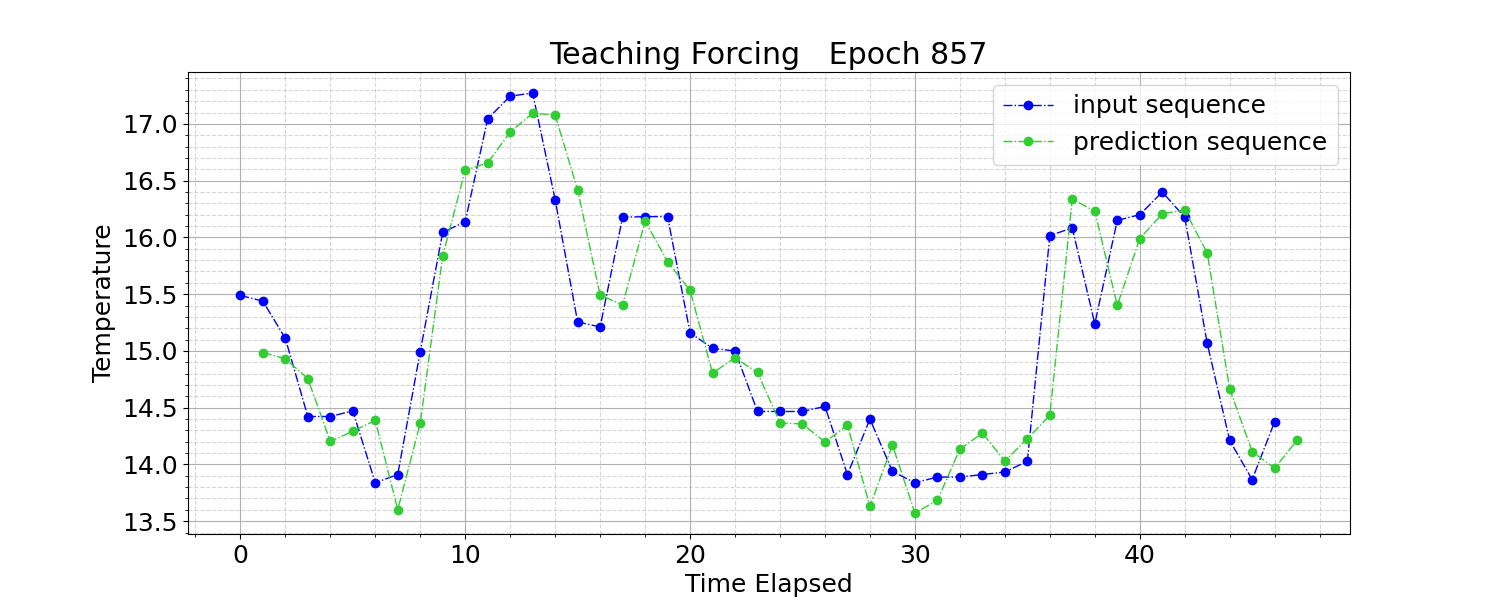 Teaching Forcing   Epoch 857
input sequence
prediction sequence
Temperature
17.0
16.5
16.0
15.5
15.0
14.5
14.0
13.5
0 10 20 30 40
Time Elapsed